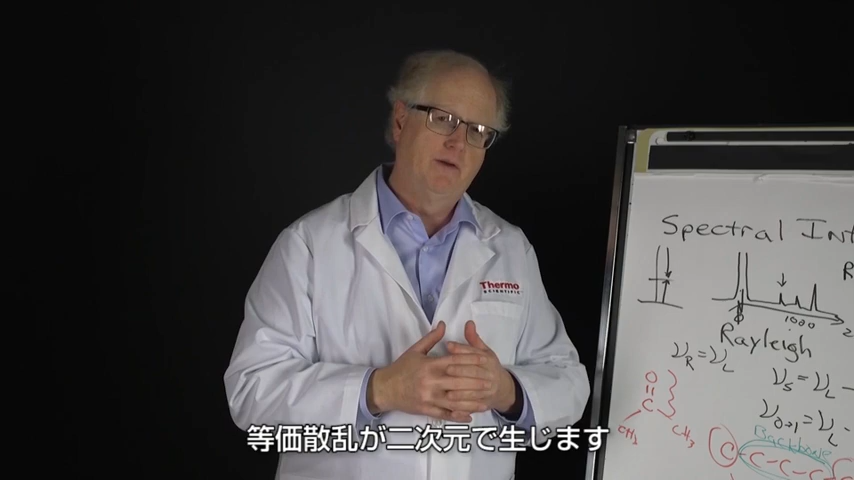 Thermo
SCIENTIFIC
Spectral Int
R
1000
2
Rayleigh
ν_R = ν_L
ν_S = ν_L -
ν_0→1 = ν_L -
O
C
CH3
CH3
Backbone
C-C-C-C
等価散乱が二次元で生じます